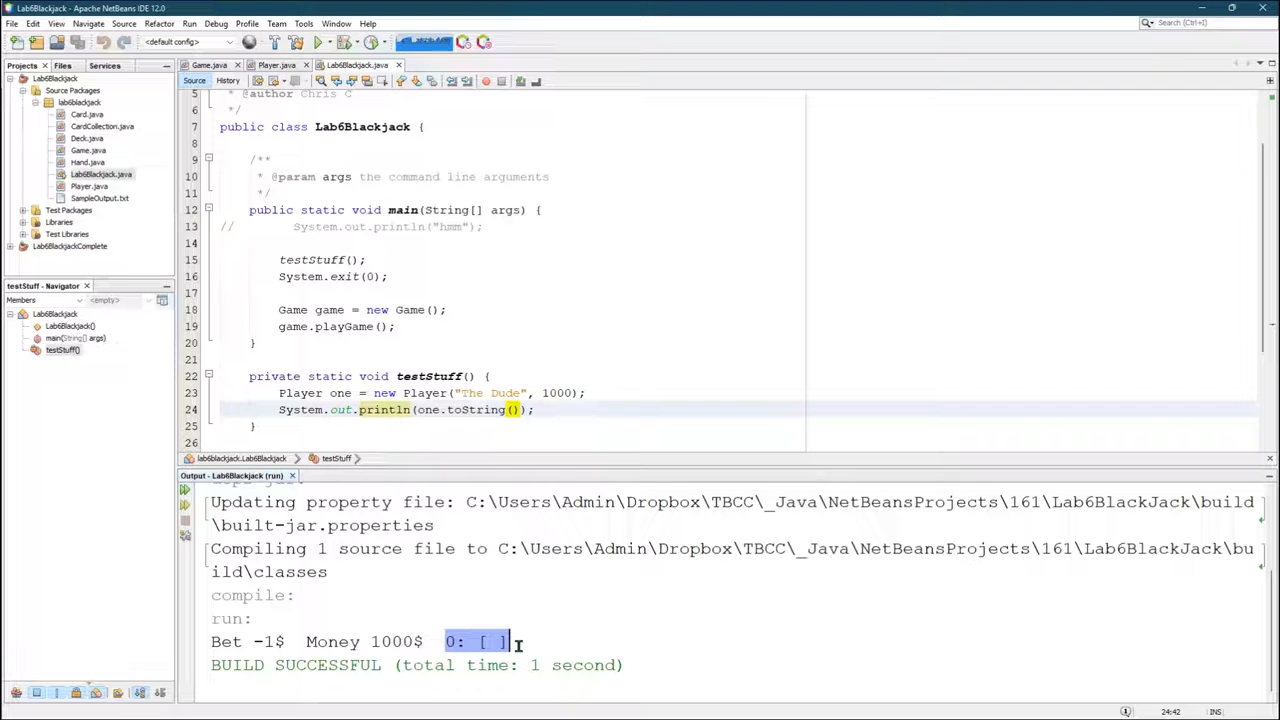 Lab6Blackjack - Apache NetBeans IDE 12.0
File Edit View Navigate Source Refactor Run Debug Profile Team Tools Window Help
Search (Ctrl+I)
<default config>
Projects Files Services
Lab6Blackjack
Source Packages
lab6blackjack
Card.java
CardCollection.java
Deck.java
Game.java
Hand.java
Lab6Blackjack.java
Player.java
SampleOutput.txt
Test Packages
Libraries
Test Libraries
Lab6BlackjackComplete
testStuff - Navigator
Members <empty>
Lab6Blackjack
Lab6Blackjack()
main(String[] args)
testStuff()
Game.java Player.java Lab6Blackjack.java
Source History
5 * @author Chris C
6 */
7 public class Lab6Blackjack {
8
9 /**
10 * @param args the command line arguments
11 */
12 public static void main(String[] args) {
13 // System.out.println("hmm");
14
15 testStuff();
16 System.exit(0);
17
18 Game game = new Game();
19 game.playGame();
20 }
21
22 private static void testStuff() {
23 Player one = new Player("The Dude", 1000);
24 System.out.println(one.toString());
25 }
26
lab6blackjack.Lab6Blackjack testStuff
Output - Lab6Blackjack (run)
Updating property file: C:\Users\Admin\Dropbox\TBCC\_Java\NetBeansProjects\161\Lab6BlackJack\build
\built-jar.properties
Compiling 1 source file to C:\Users\Admin\Dropbox\TBCC\_Java\NetBeansProjects\161\Lab6BlackJack\bu
ild\classes
compile:
run:
Bet -1$ Money 1000$ 0: [ ]
BUILD SUCCESSFUL (total time: 1 second)
24:42 INS